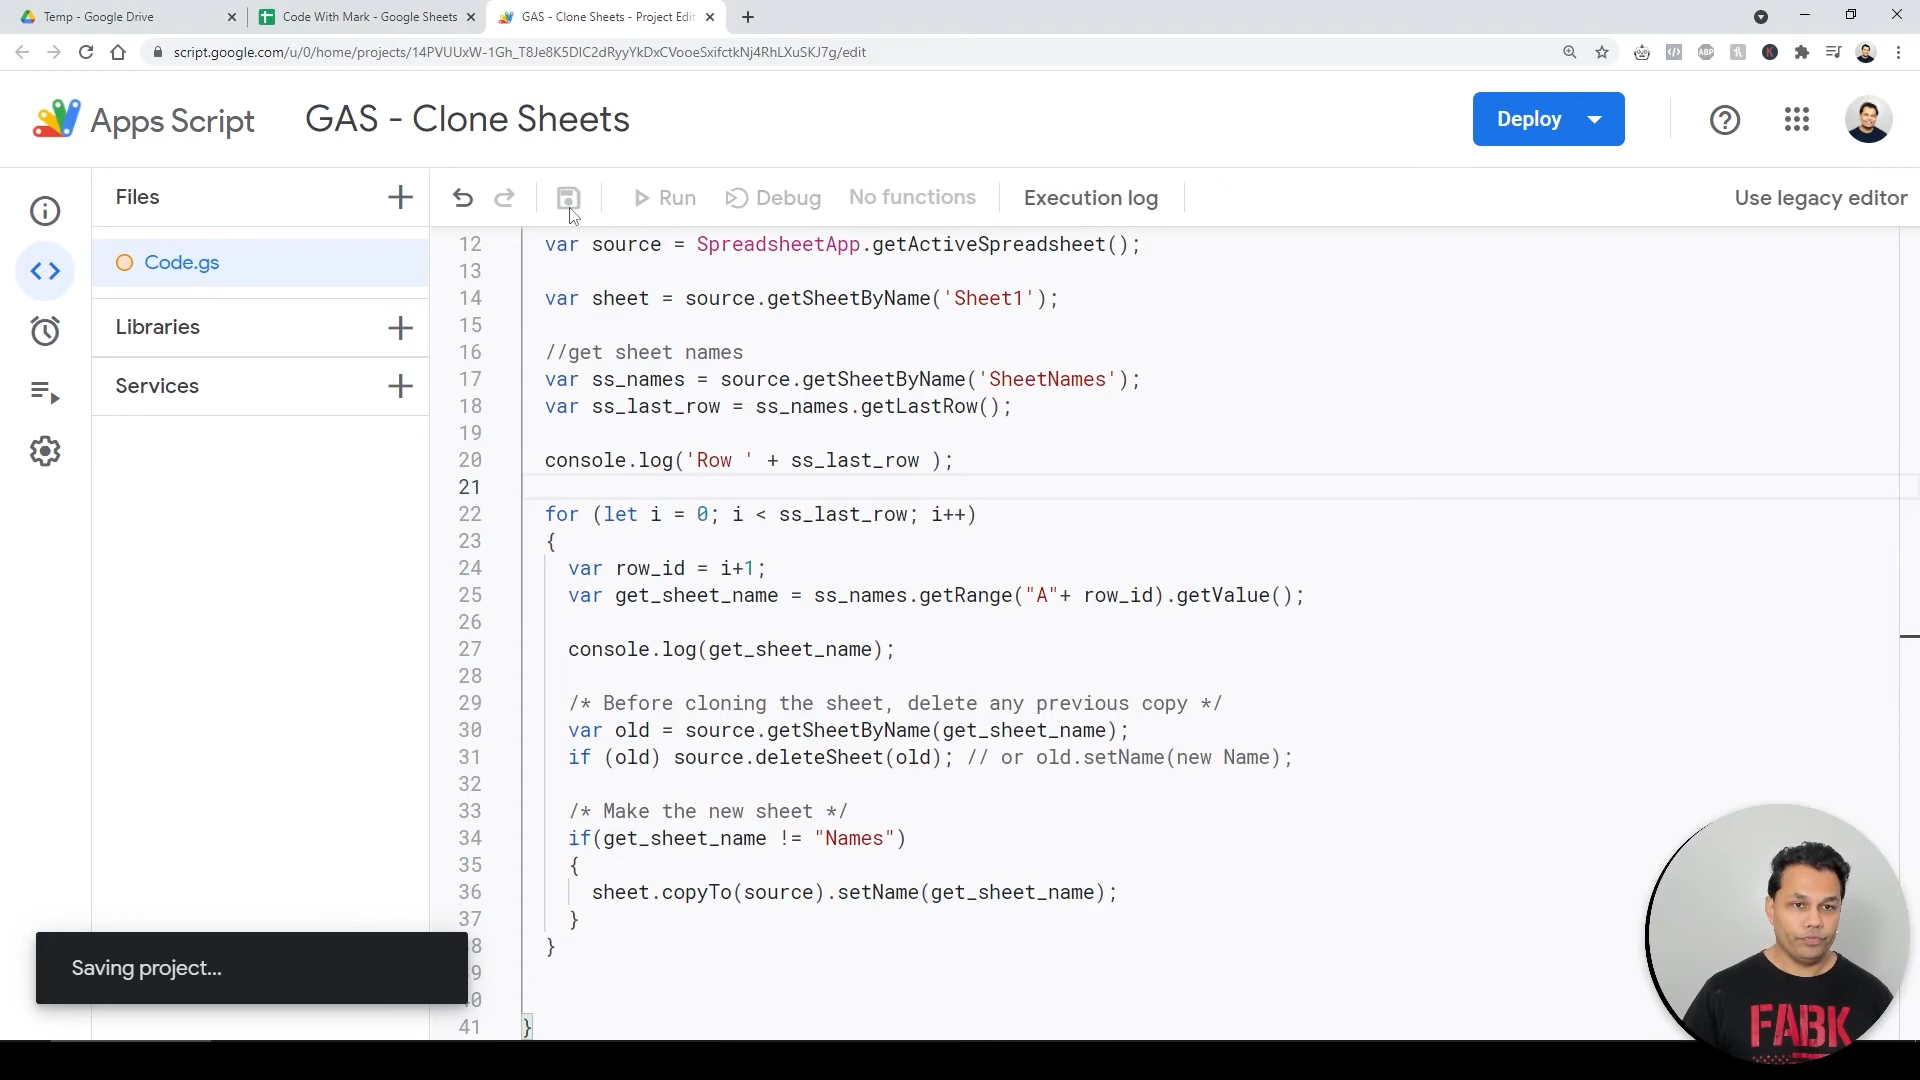 Temp - Google Drive
Code With Mark - Google Sheets
GAS - Clone Sheets - Project Edit
script.google.com/u/0/home/projects/14PVUUxW-1Gh_T8Je8K5DIC2dRyyYkDxCVooeSxifctkNj4RhLXuSKJ7g/edit
ABP
K
Apps Script
GAS - Clone Sheets
Deploy
Files
Run
Debug
No functions
Execution log
Use legacy editor
Code.gs
Libraries
Services
12 var source = SpreadsheetApp.getActiveSpreadsheet();
13
14 var sheet = source.getSheetByName('Sheet1');
15
16 //get sheet names
17 var ss_names = source.getSheetByName('SheetNames');
18 var ss_last_row = ss_names.getLastRow();
19
20 console.log('Row ' + ss_last_row );
21
22 for (let i = 0; i < ss_last_row; i++)
23 {
24 var row_id = i+1;
25 var get_sheet_name = ss_names.getRange("A"+ row_id).getValue();
26
27 console.log(get_sheet_name);
28
29 /* Before cloning the sheet, delete any previous copy */
30 var old = source.getSheetByName(get_sheet_name);
31 if (old) source.deleteSheet(old); // or old.setName(new Name);
32
33 /* Make the new sheet */
34 if(get_sheet_name != "Names")
35 {
36 sheet.copyTo(source).setName(get_sheet_name);
37 }
8 }
9
0
41 }
Saving project...
FABK